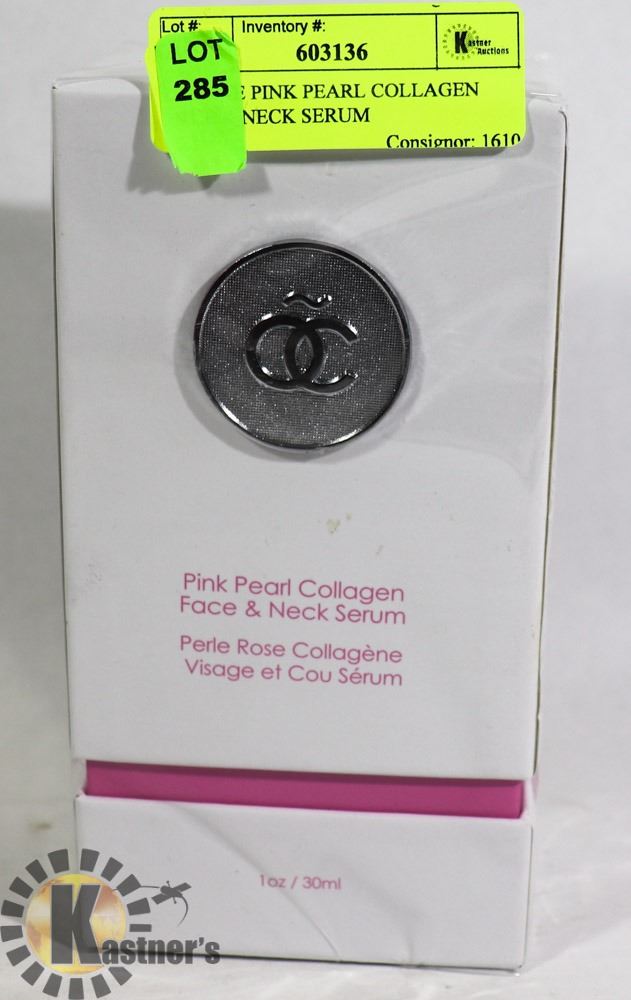 Lot #:
Inventory #:
LOT
285
603136
Kastner
Auctions
E PINK PEARL COLLAGEN
NECK SERUM
Consignor: 1610
õc
Pink Pearl Collagen
Face & Neck Serum
Perle Rose Collagène
Visage et Cou Sérum
1oz / 30ml
Kastner's